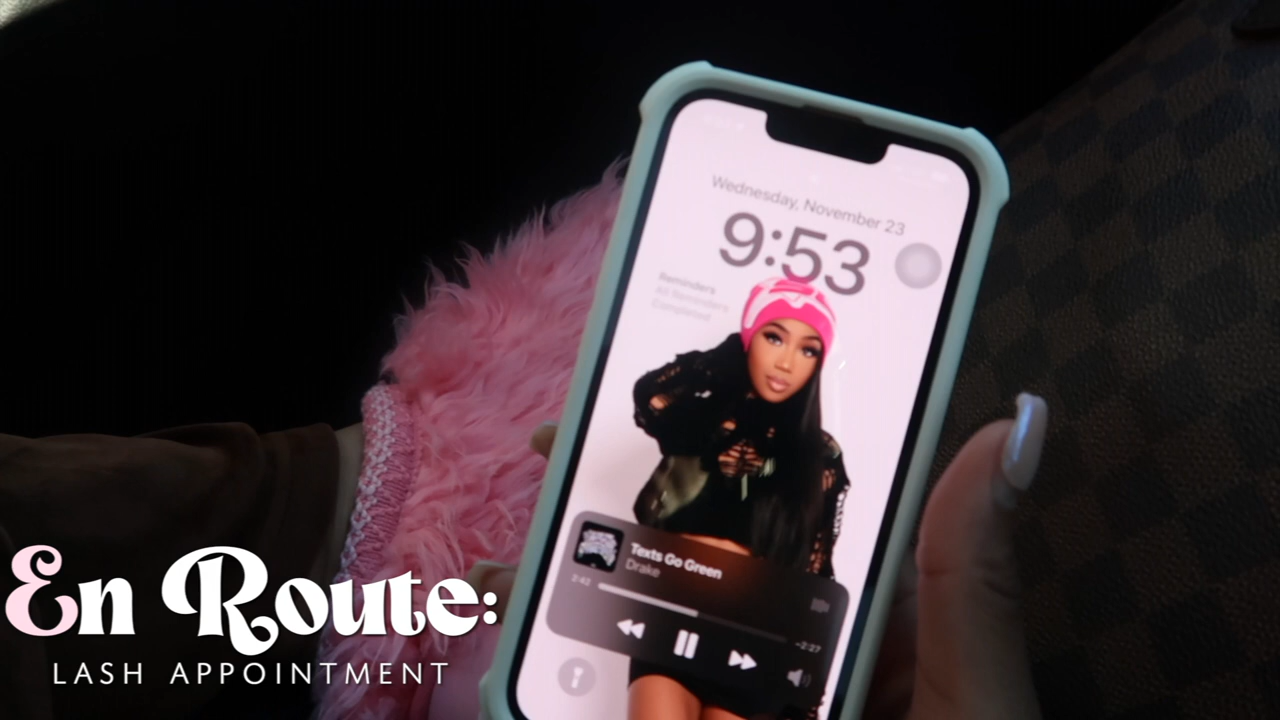 Wednesday, November 23
9:53
Reminders
All Reminders
Completed
Texts Go Green
Drake
2:42
-2:27
En Route:
LASH APPOINTMENT